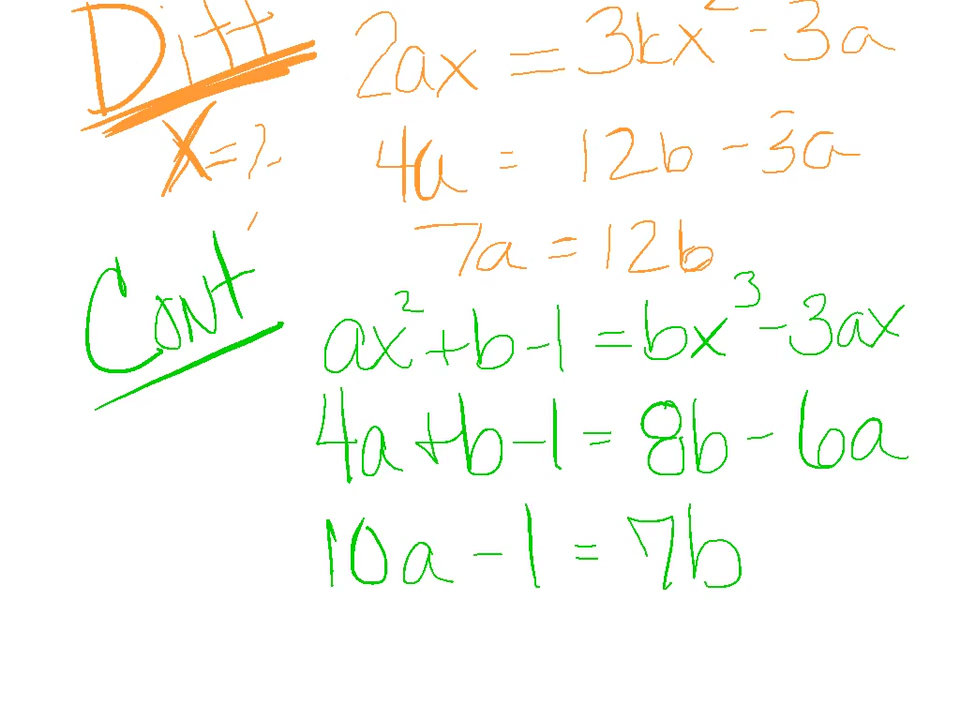 Diff 2ax = 3bx² - 3a
x = 2 4a = 12b - 3a
7a = 12b
Cont
ax² + b - 1 = bx³ - 3ax
4a + b - 1 = 8b - 6a
10a - 1 = 7b